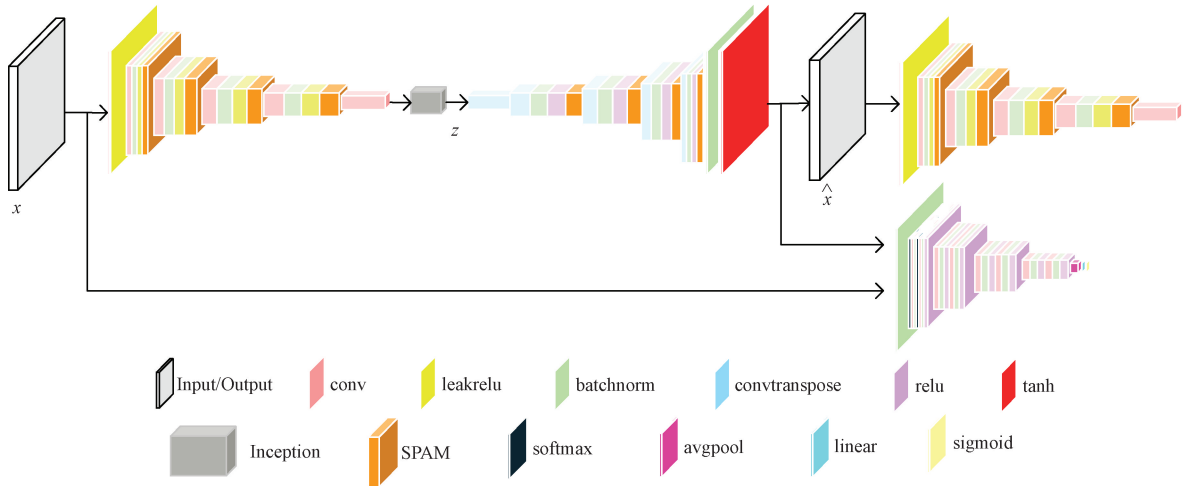 x
z
x̂
Input/Output
conv
leakrelu
batchnorm
convtranspose
relu
tanh
Inception
SPAM
softmax
avgpool
linear
sigmoid